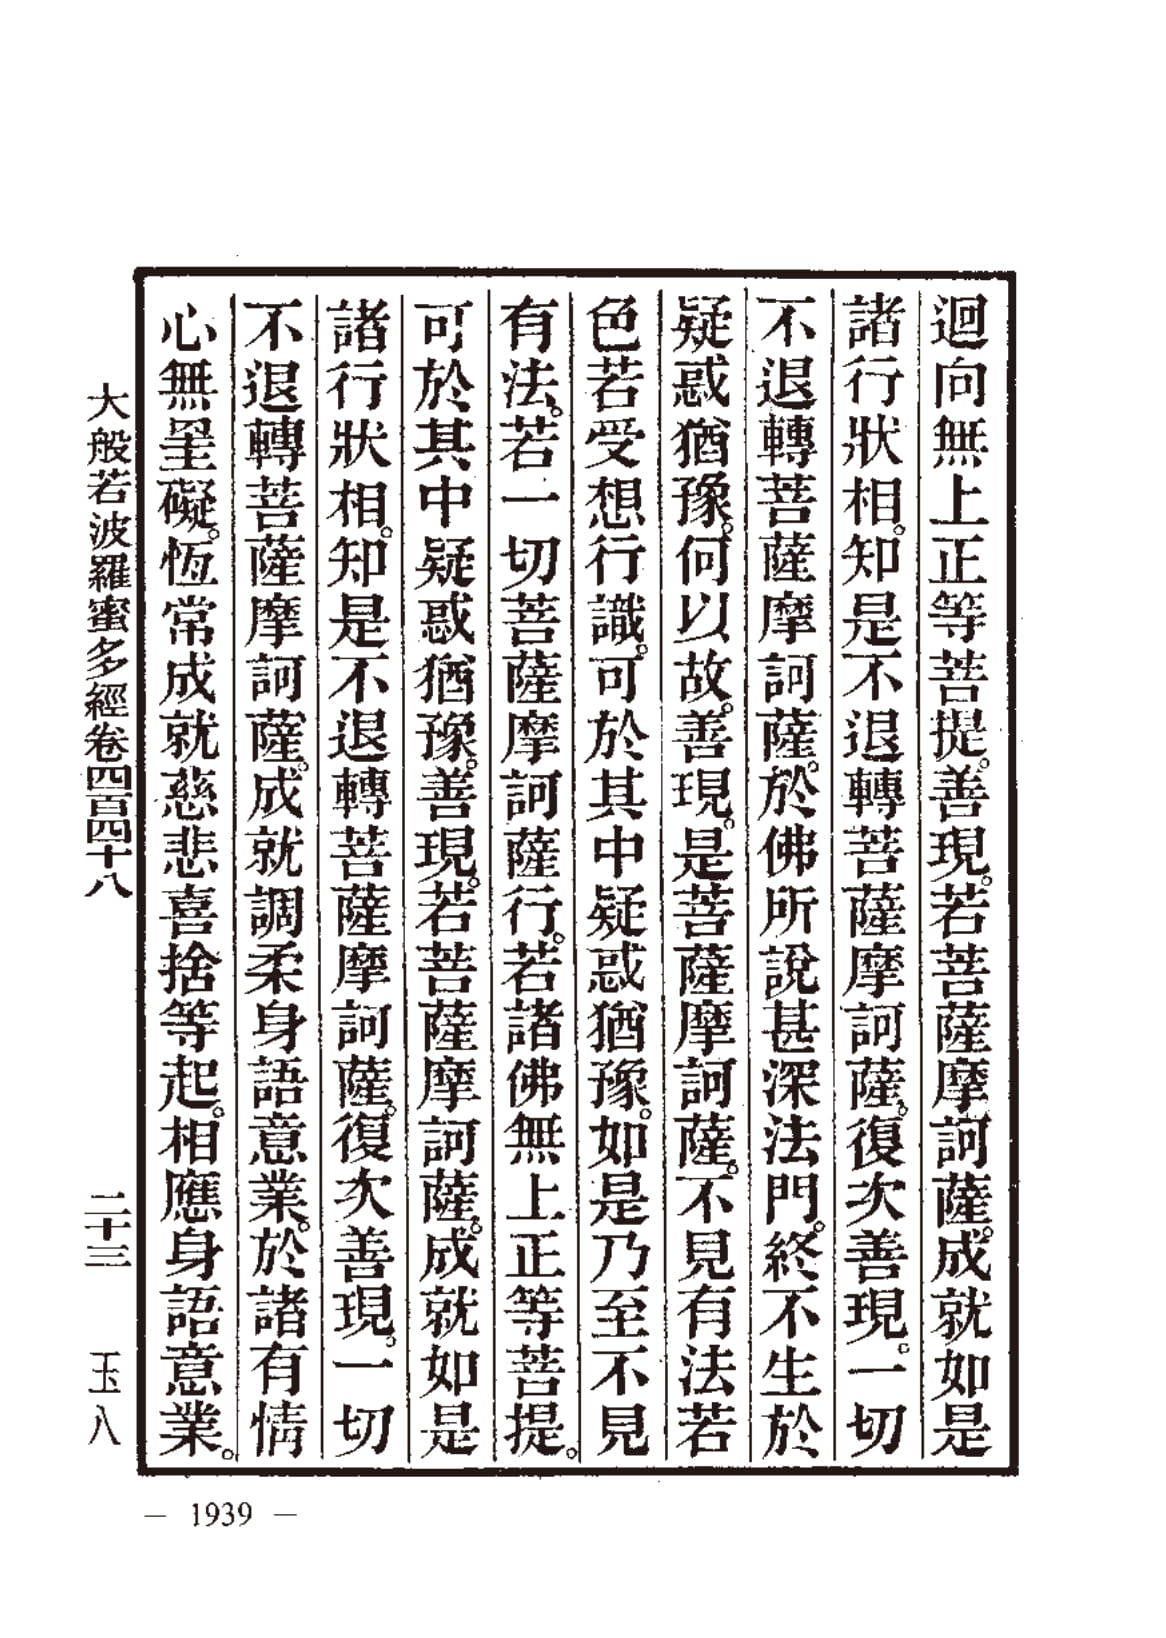 迴向無上正等菩提。善現。若菩薩摩訶薩。成就如是
諸行狀相。知是不退轉菩薩摩訶薩。復次善現。一切
不退轉菩薩摩訶薩。於佛所說甚深法門。終不生於
疑惑猶豫。何以故。善現。是菩薩摩訶薩。不見有法若
色若受想行識。可於其中疑惑猶豫。如是乃至不見
有法。若一切菩薩摩訶薩行。若諸佛無上正等菩提。
可於其中疑惑猶豫。善現。若菩薩摩訶薩。成就如是
諸行狀相。知是不退轉菩薩摩訶薩。復次善現。一切
不退轉菩薩摩訶薩。成就調柔身語意業。於諸有情
心無罣礙。恆常成就慈悲喜捨等起。相應身語意業。
大般若波羅蜜多經卷四百四十八 二十三 玉八
— 1939 —